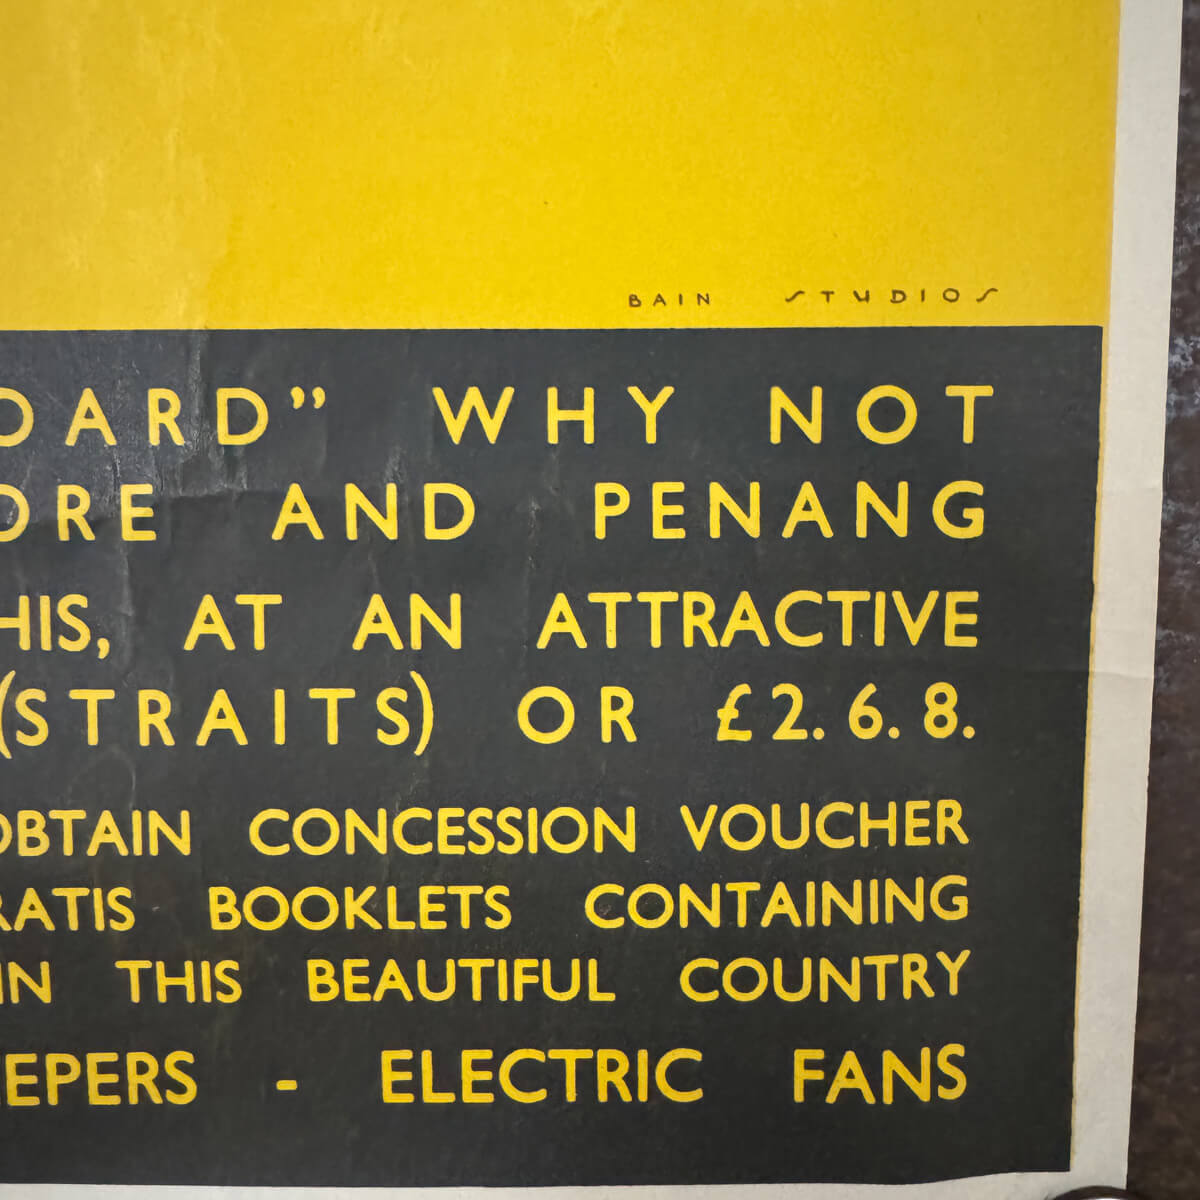 BAIN STUDIOS
OARD” WHY NOT
ORE AND PENANG
HIS, AT AN ATTRACTIVE
(STRAITS) OR £2.6.8.
OBTAIN CONCESSION VOUCHER
RATIS BOOKLETS CONTAINING
IN THIS BEAUTIFUL COUNTRY
EEPERS - ELECTRIC FANS